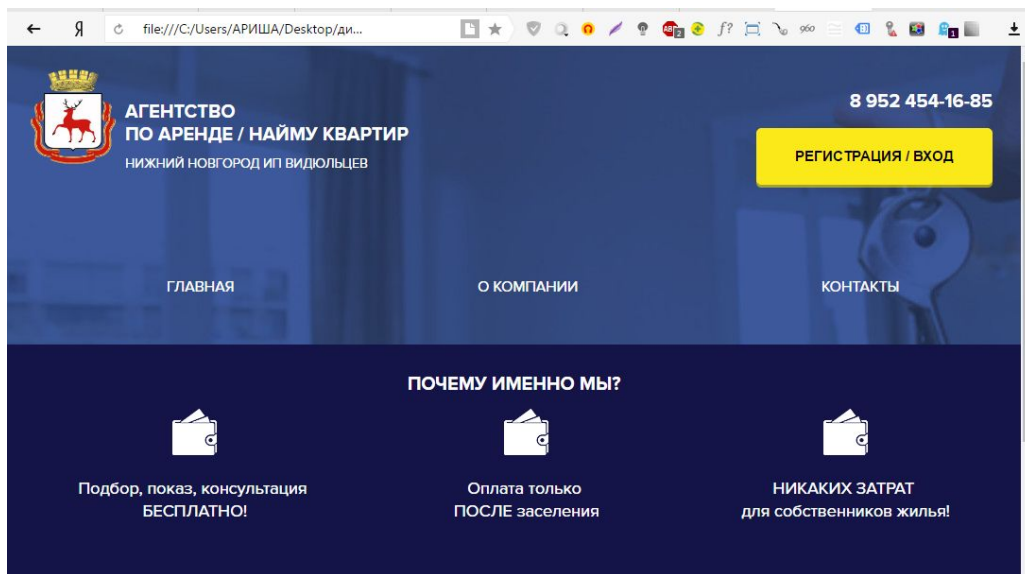 Я
file:///C:/Users/АРИША/Desktop/ди...
АГЕНТСТВО
ПО АРЕНДЕ / НАЙМУ КВАРТИР
НИЖНИЙ НОВГОРОД ИП ВИДЮЛЬЦЕВ
8 952 454-16-85
РЕГИСТРАЦИЯ / ВХОД
ГЛАВНАЯ
О КОМПАНИИ
КОНТАКТЫ
ПОЧЕМУ ИМЕННО МЫ?
Подбор, показ, консультация
БЕСПЛАТНО!
Оплата только
ПОСЛЕ заселения
НИКАКИХ ЗАТРАТ
для собственников жилья!